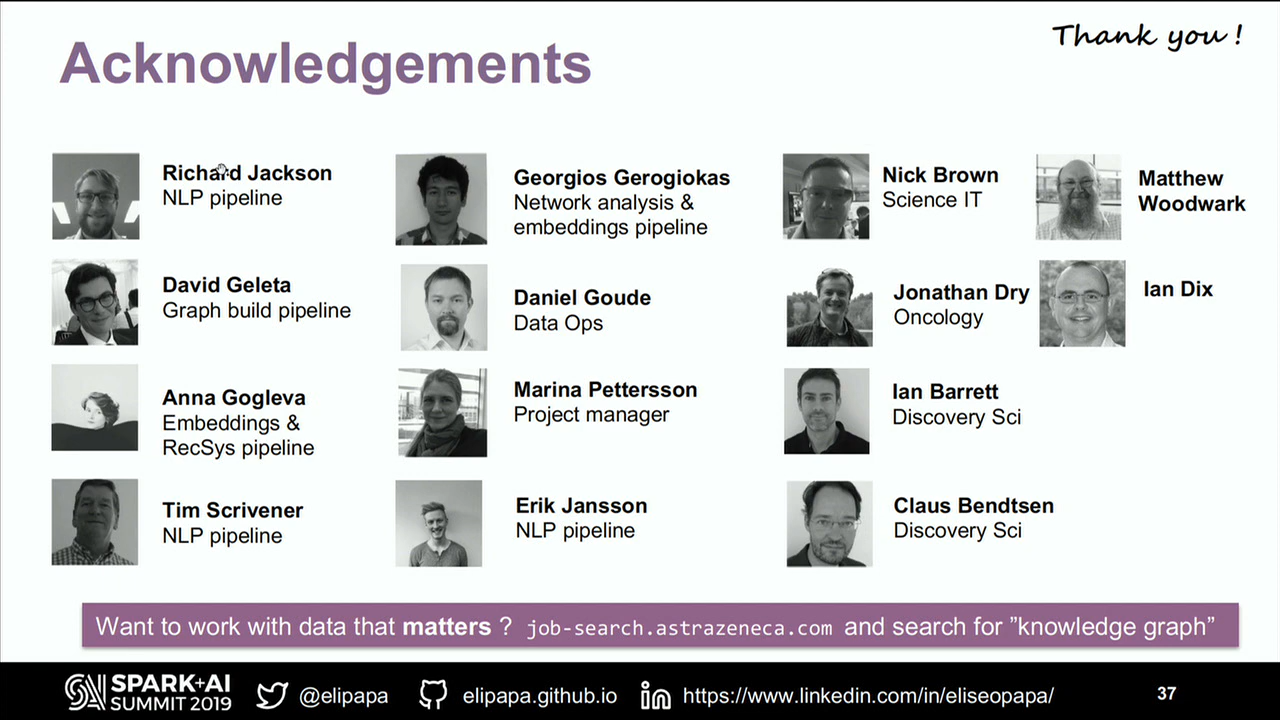 Thank you !
Acknowledgements
Richard Jackson
NLP pipeline
Georgios Gerogiokas
Network analysis &
embeddings pipeline
Nick Brown
Science IT
Matthew
Woodwark
David Geleta
Graph build pipeline
Daniel Goude
Data Ops
Jonathan Dry
Oncology
Ian Dix
Anna Gogleva
Embeddings &
RecSys pipeline
Marina Pettersson
Project manager
Ian Barrett
Discovery Sci
Tim Scrivener
NLP pipeline
Erik Jansson
NLP pipeline
Claus Bendtsen
Discovery Sci
Want to work with data that matters ? job-search.astrazeneca.com and search for ”knowledge graph”
SPARK+AI
SUMMIT 2019
@elipapa
elipapa.github.io
https://www.linkedin.com/in/eliseopapa/
37